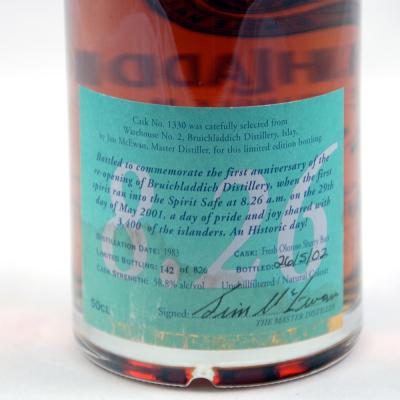 Cask No. 1330 was carefully selected from
Warehouse No. 2, Bruichladdich Distillery, Islay,
by Jim McEwan, Master Distiller, for this limited edition bottling
Bottled to commemorate the first anniversary of the
re-opening of Bruichladdich Distillery, when the first
spirit ran into the Spirit Safe at 8.26 a.m. on the 29th
day of May 2001, a day of pride and joy shared with
1,400 of the islanders. An Historic day!
8.26
DISTILLATION DATE: 1983
CASK: Fresh Oloroso Sherry Butt
LIMITED BOTTLING: 142 OF 826
BOTTLED: 26/5/02
CASK STRENGTH: 58.8% alc/vol
Unchillfiltered / Natural Colour
50CL
Signed: Jim McEwan
THE MASTER DISTILLER